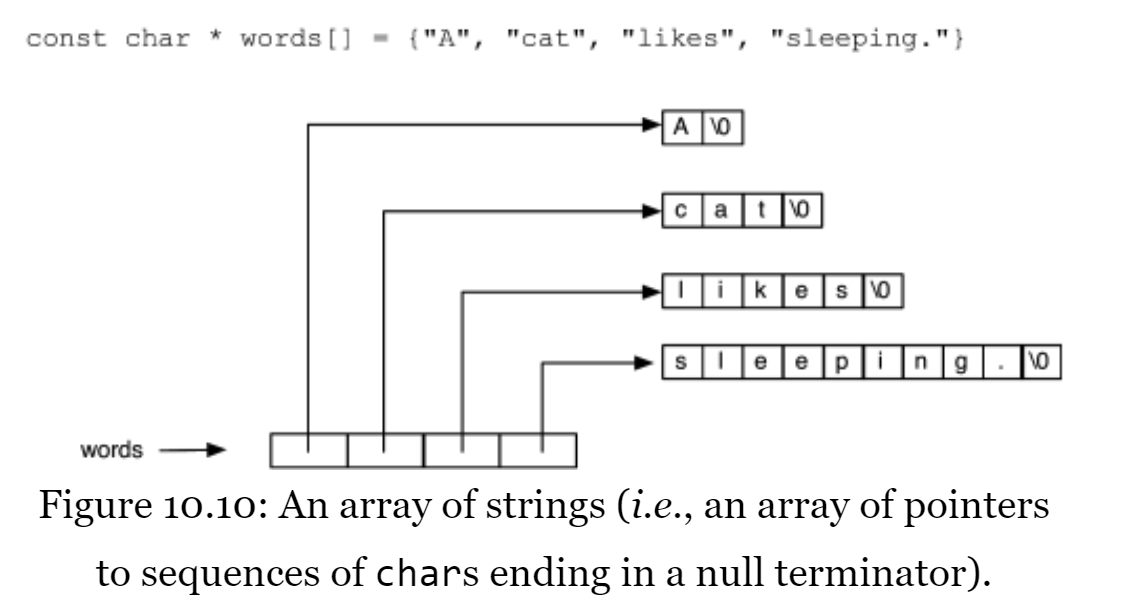 const char * words[] = {"A", "cat", "likes", "sleeping."}
A \0
c a t \0
l i k e s \0
s l e e p i n g . \0
words
Figure 10.10: An array of strings (i.e., an array of pointers
to sequences of chars ending in a null terminator).